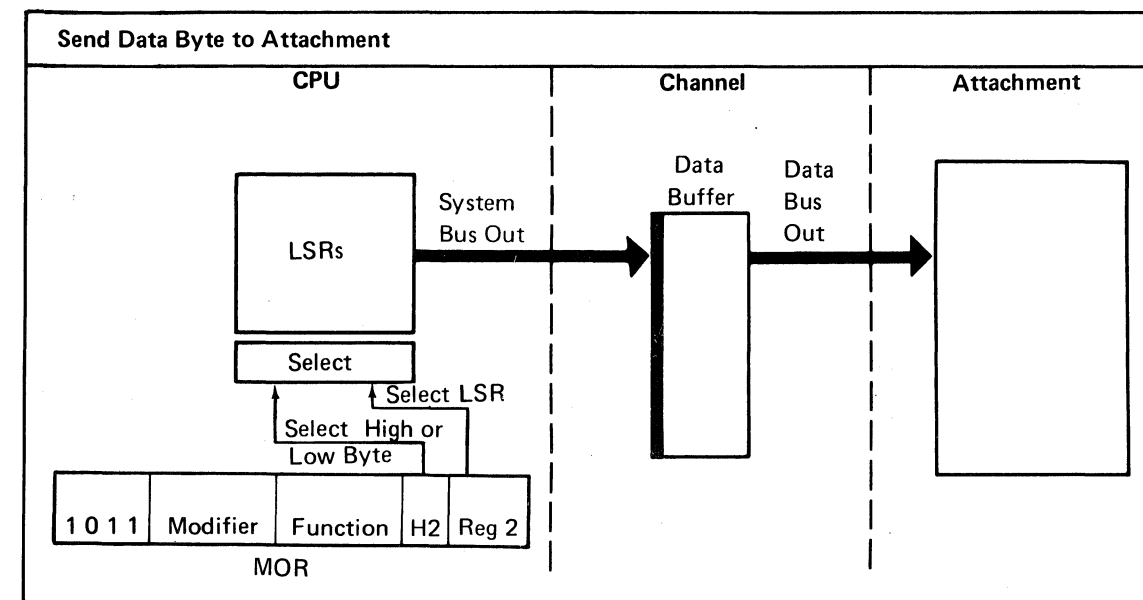 Send Data Byte to Attachment
CPU
Channel
Attachment
LSRs
System
Bus Out
Data
Buffer
Data
Bus
Out
Select
Select LSR
Select High or
Low Byte
1 0 1 1
Modifier
Function
H2
Reg 2
MOR